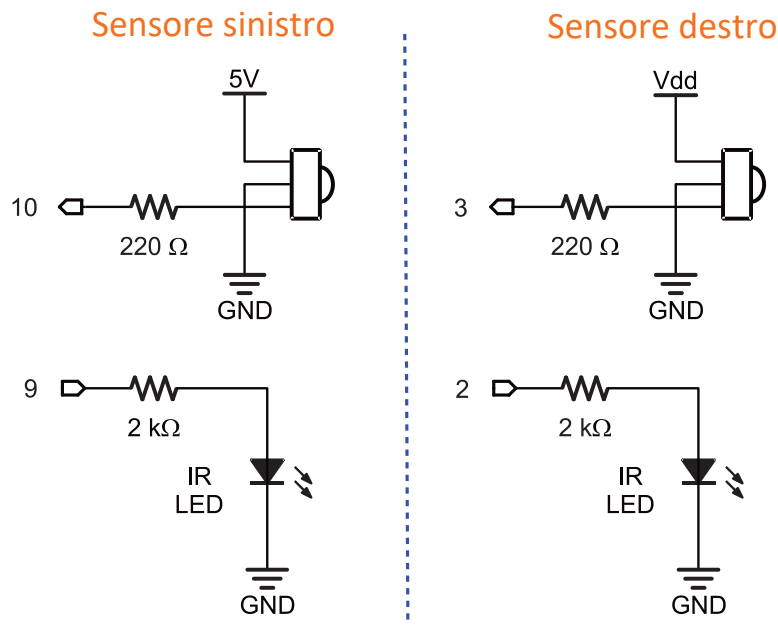 Sensore sinistro
5V
10
220 Ω
GND
9
2 kΩ
IR
LED
GND
Sensore destro
Vdd
3
220 Ω
GND
2
2 kΩ
IR
LED
GND